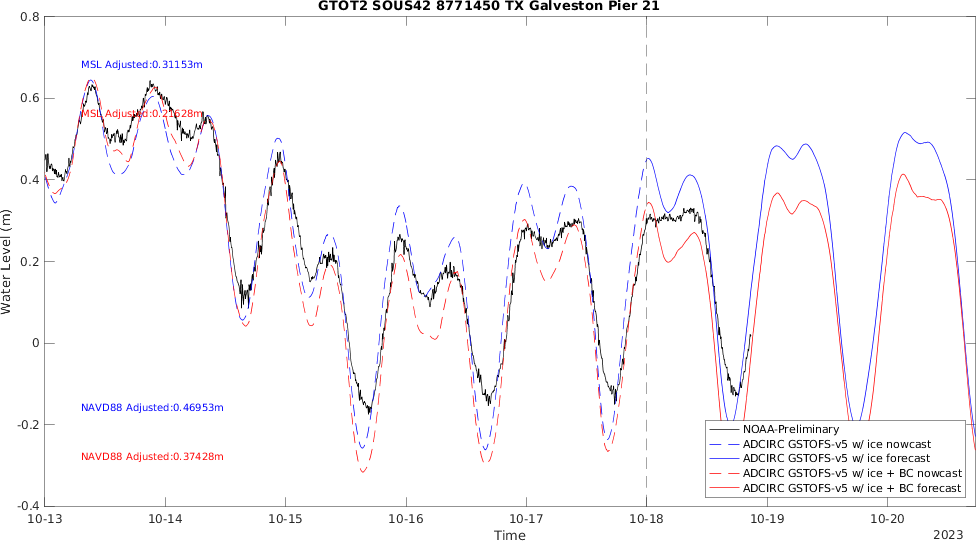 GTOT2 SOUS42 8771450 TX Galveston Pier 21
0.8
0.6
0.4
0.2
0
-0.2
-0.4
Water Level (m)
MSL Adjusted:0.31153m
MSL Adjusted:0.21628m
NAVD88 Adjusted:0.46953m
NAVD88 Adjusted:0.37428m
NOAA-Preliminary
ADCIRC GSTOFS-v5 w/ ice nowcast
ADCIRC GSTOFS-v5 w/ ice forecast
ADCIRC GSTOFS-v5 w/ ice + BC nowcast
ADCIRC GSTOFS-v5 w/ ice + BC forecast
10-13 10-14 10-15 10-16 10-17 10-18 10-19 10-20
Time
2023